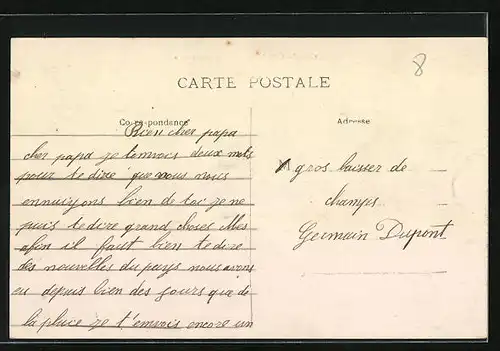 8
CARTE POSTALE
Correspondance
Adresse
Bien cher papa
cher papa je t'envois deux mots
pour te dire que nous nous
ennuiyons bien de toi je ne
puis te dire grand choses Mes
afin il faut bien te dire
des nouvelles du pays nous avons
eu depuis bien des jours que de
la pluie je t'envois encore un
gros baisser de
champs
Germain Dupont